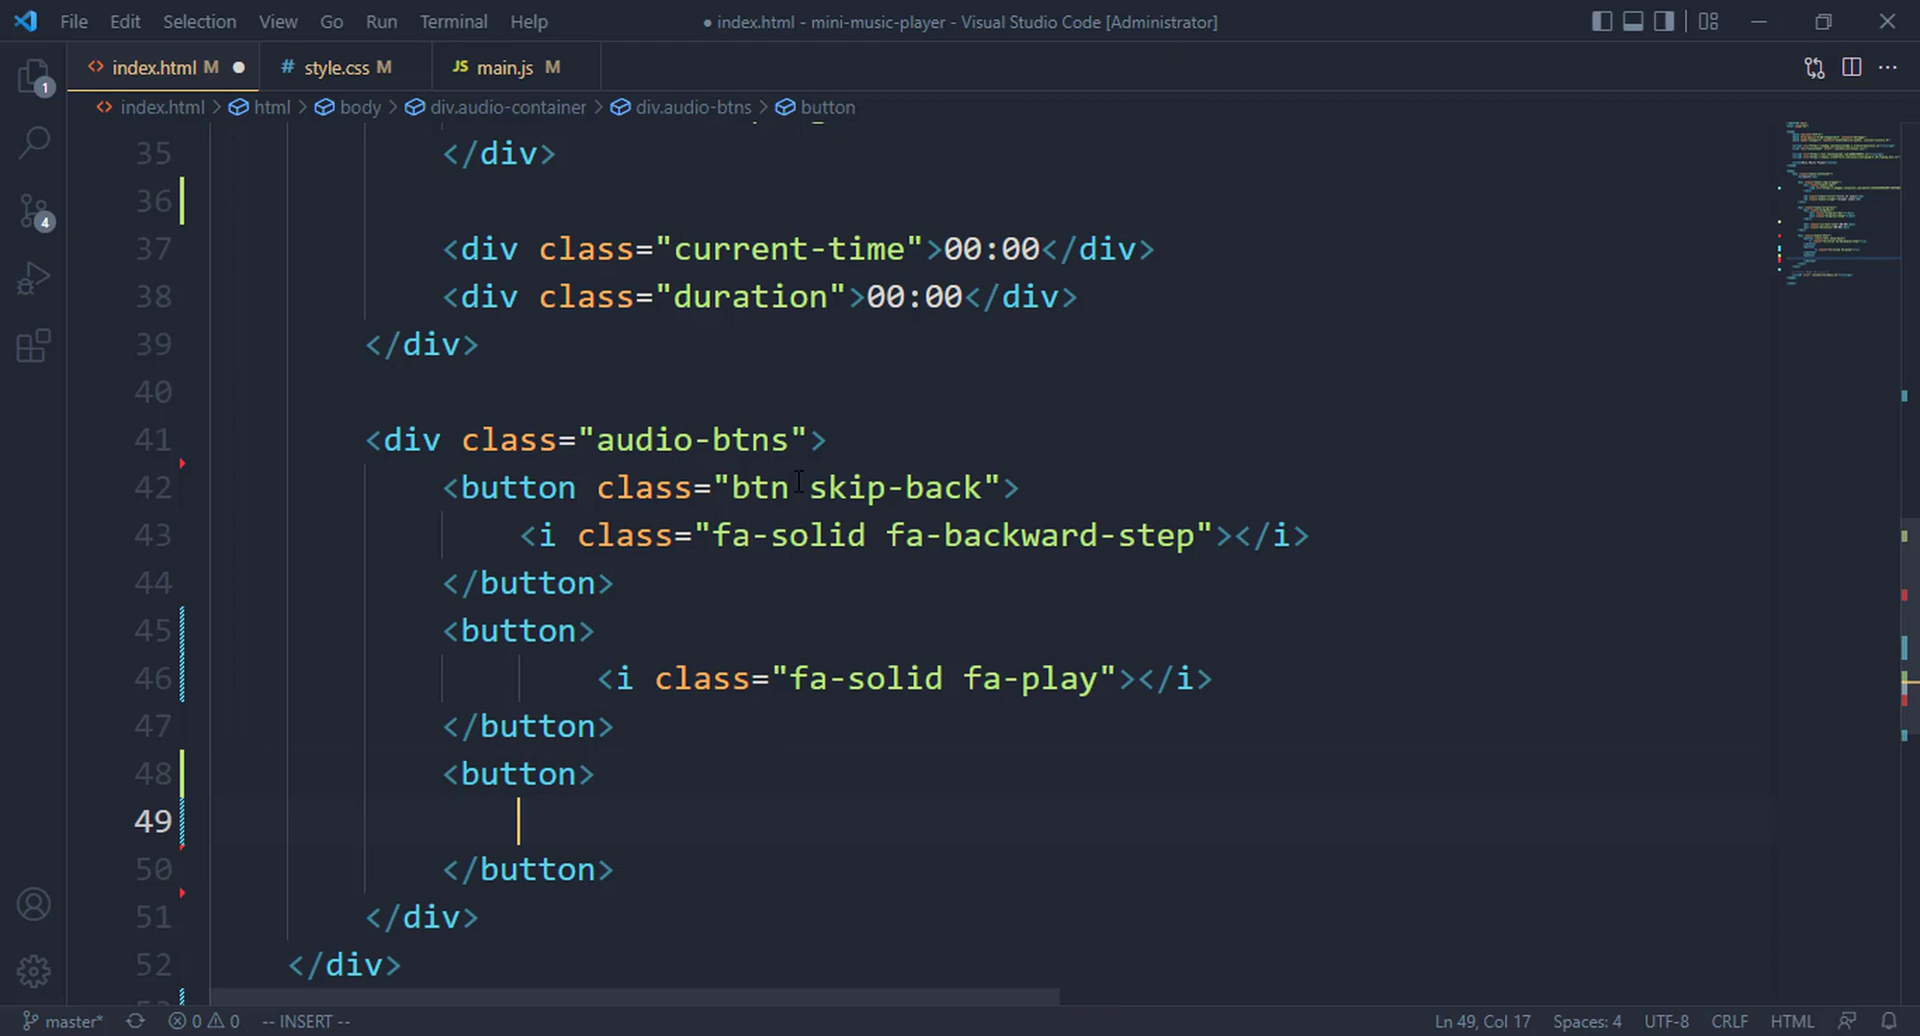 File Edit Selection View Go Run Terminal Help ● index.html - mini-music-player - Visual Studio Code [Administrator]
<> index.html M ● # style.css M JS main.js M
1
<> index.html > html > body > div.audio-container > div.audio-btns > button
35 </div>
36
37 <div class="current-time">00:00</div>
38 <div class="duration">00:00</div>
39 </div>
40
41 <div class="audio-btns">
42 <button class="btn skip-back">
43 <i class="fa-solid fa-backward-step"></i>
44 </button>
45 <button>
46 <i class="fa-solid fa-play"></i>
47 </button>
48 <button>
49
50 </button>
51 </div>
52 </div>
4
master* 0 0 -- INSERT -- Ln 49, Col 17 Spaces: 4 UTF-8 CRLF HTML